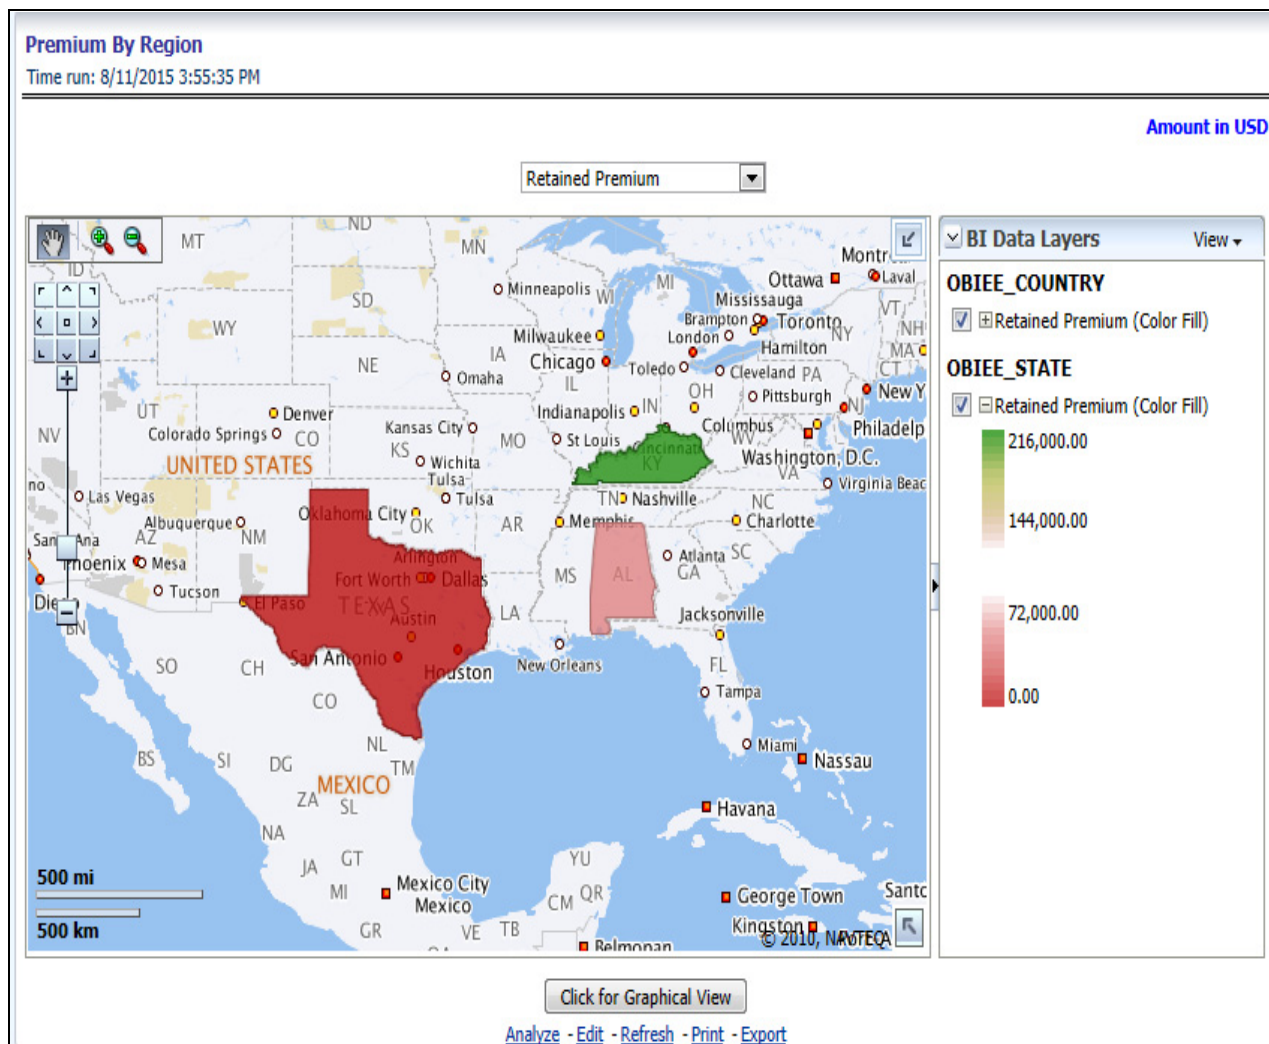 Premium By Region
Time run: 8/11/2015 3:55:35 PM
Amount in USD
Retained Premium
BI Data Layers View
OBIEE_COUNTRY
Retained Premium (Color Fill)
OBIEE_STATE
Retained Premium (Color Fill)
216,000.00
144,000.00
72,000.00
0.00
ND
MT
MN
ID
Montr
Ottawa
Laval
Minneapolis
WI
MI
Mississauga
SD
VT
Brampton
Toronto
NY
NH
WY
Milwaukee
London
Hamilton
MA
IA
Chicago
Toledo
Cleveland
PA
CT
NE
Omaha
IL
OH
Pittsburgh
New Y
UT
Denver
Indianapolis
IN
NJ
NV
Colorado Springs
CO
Kansas City
MO
St Louis
Columbus
Philadelp
KS
Cincinnati
WV
UNITED STATES
Wichita
KY
Washington, D.C.
VA
no
Las Vegas
Tulsa
Tulsa
TN
Nashville
Virginia Beac
NC
Albuquerque
Oklahoma City
OK
AR
Memphis
Charlotte
San
Ana
AZ
NM
Arlington
Atlanta
SC
Phoenix
Mesa
Fort Worth
Dallas
MS
AL
GA
Tucson
El Paso
TEXAS
LA
Die
Austin
Jacksonville
BN
SO
CH
San Antonio
Houston
New Orleans
FL
CO
Tampa
NL
Miami
BS
SI
DG
TM
Nassau
MEXICO
ZA
SL
Havana
NA
JA
GT
YU
500 mi
MI
Mexico City
Mexico
CM
QR
George Town
Santo
500 km
GR
VE
TB
Kingston
Belmopan
© 2010, NAVTEQ
Click for Graphical View
Analyze - Edit - Refresh - Print - Export